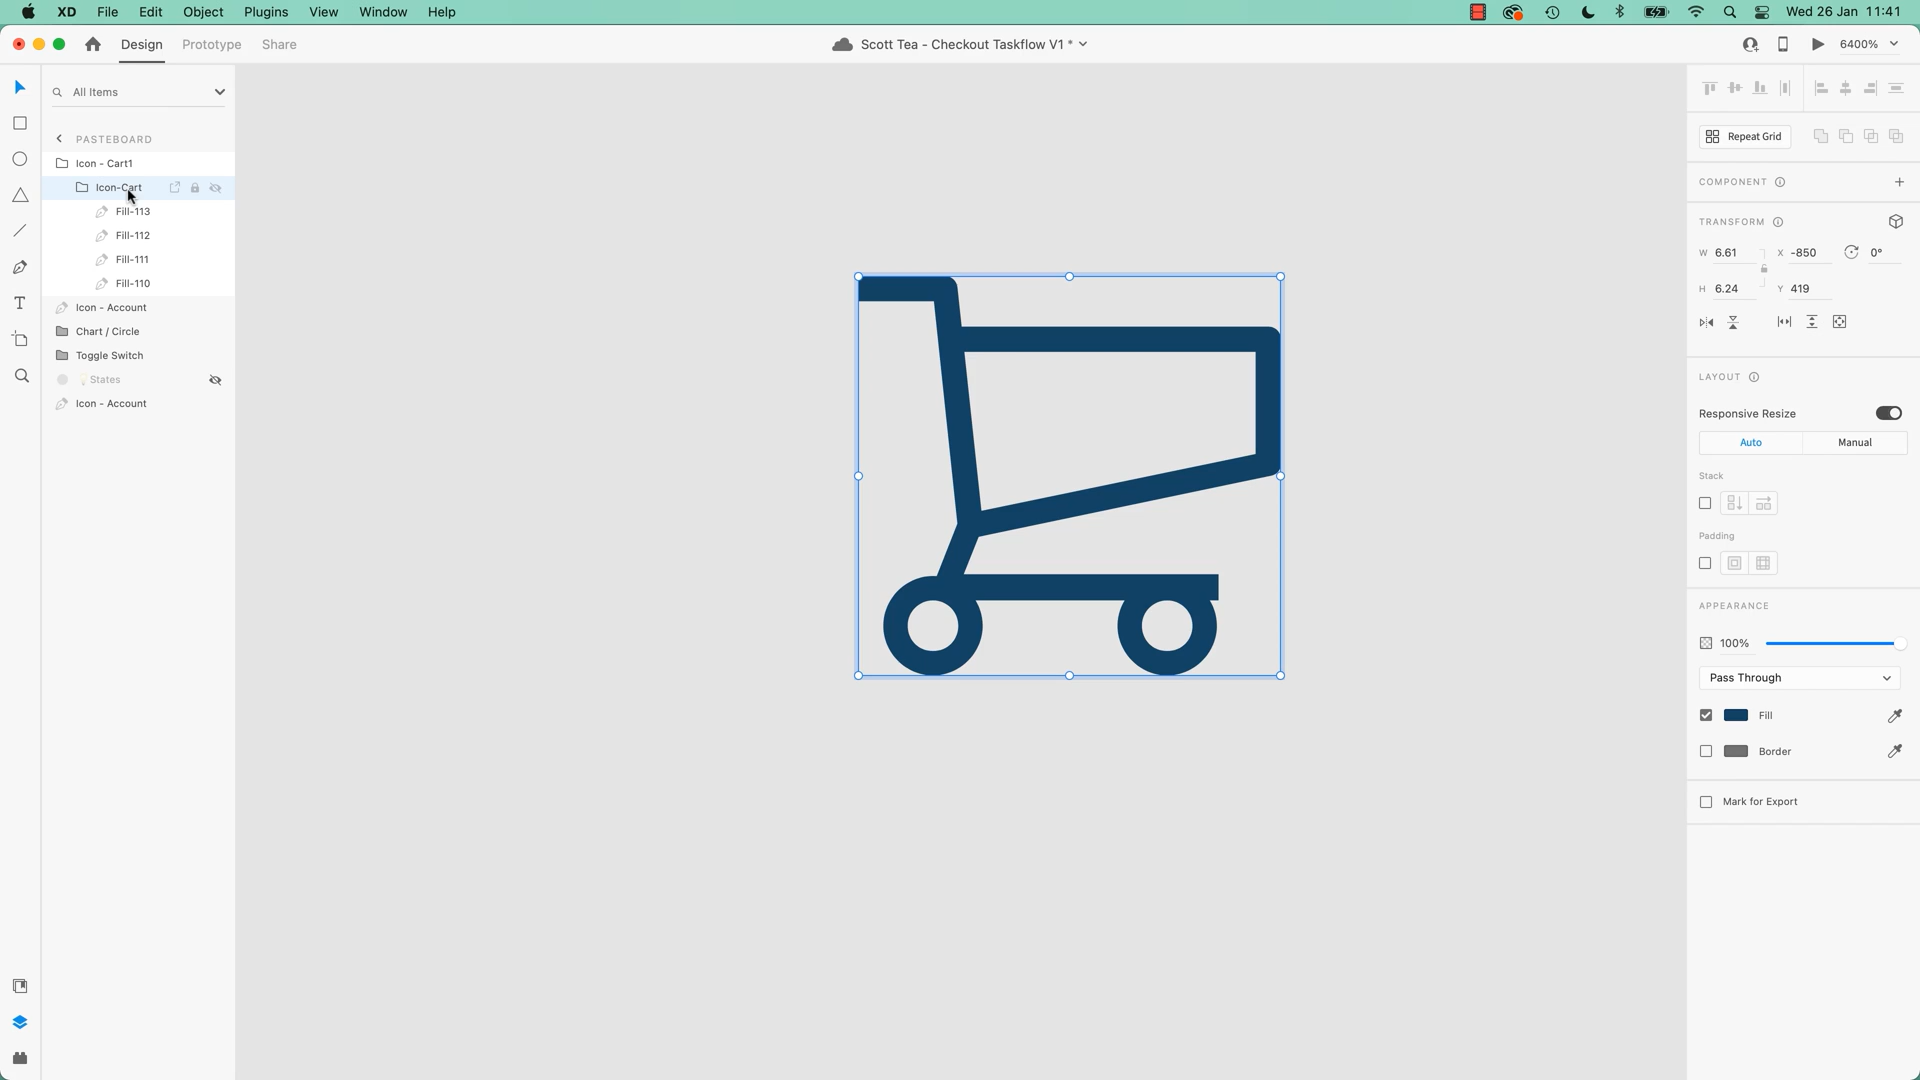 XD File Edit Object Plugins View Window Help Wed 26 Jan 11:41
Design Prototype Share Scott Tea - Checkout Taskflow V1 * 6400%
All Items
PASTEBOARD
Icon - Cart1
Icon-Cart
Fill-113
Fill-112
Fill-111
Fill-110
Icon - Account
Chart / Circle
Toggle Switch
States
Icon - Account
Repeat Grid
COMPONENT
TRANSFORM
W 6.61 X -850 0°
H 6.24 Y 419
LAYOUT
Responsive Resize
Auto Manual
Stack
Padding
APPEARANCE
100%
Pass Through
Fill
Border
Mark for Export